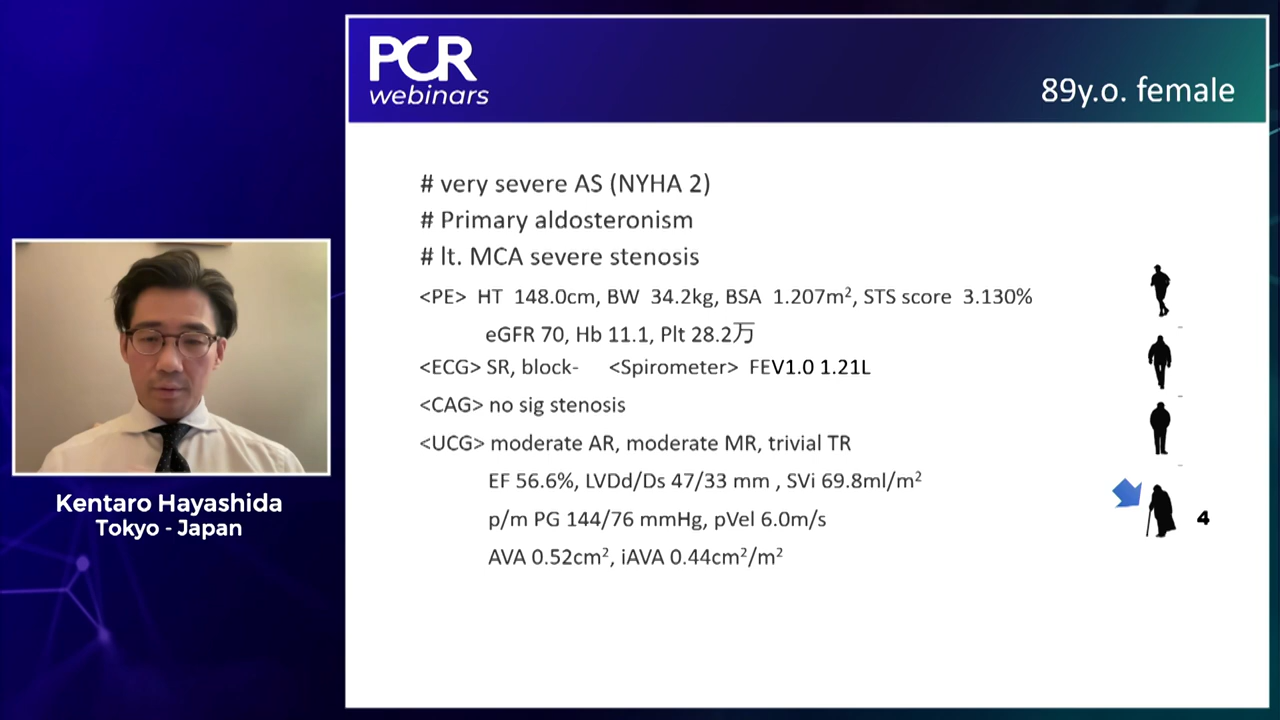 PCR
webinars
89y.o. female
# very severe AS (NYHA 2)
# Primary aldosteronism
# lt. MCA severe stenosis
<PE> HT 148.0cm, BW 34.2kg, BSA 1.207m², STS score 3.130%
eGFR 70, Hb 11.1, Plt 28.2万
<ECG> SR, block- <Spirometer> FEV1.0 1.21L
<CAG> no sig stenosis
<UCG> moderate AR, moderate MR, trivial TR
EF 56.6%, LVDd/Ds 47/33 mm , SVi 69.8ml/m²
p/m PG 144/76 mmHg, pVel 6.0m/s
AVA 0.52cm², iAVA 0.44cm²/m²
4
Kentaro Hayashida
Tokyo - Japan